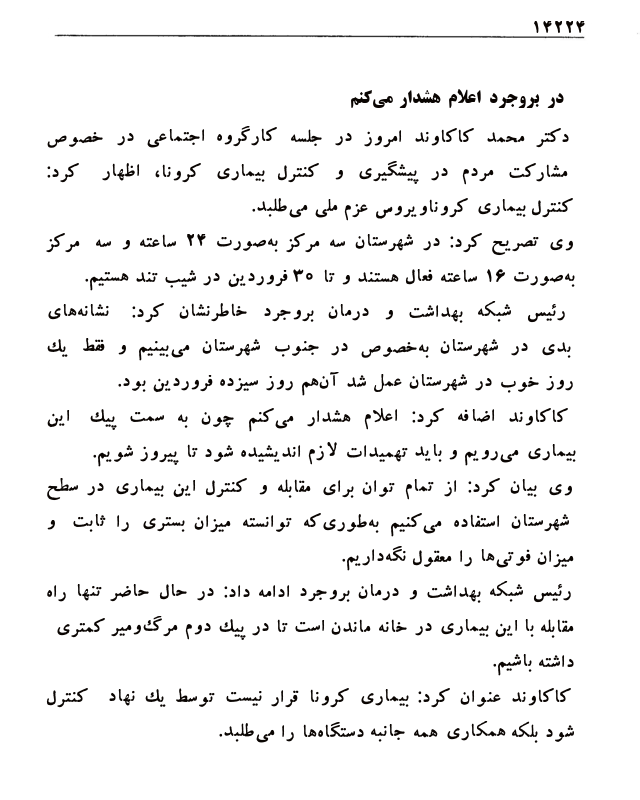 ۱۴۲۲۴
در بروجرد اعلام هشدار می‌کنم
دکتر محمد کاکاوند امروز در جلسه کارگروه اجتماعی در خصوص
مشارکت مردم در پیشگیری و کنترل بیماری کرونا، اظهار کرد:
کنترل بیماری کروناویروس عزم ملی می‌طلبد.
وی تصریح کرد: در شهرستان سه مرکز به‌صورت ۲۴ ساعته و سه مرکز
به‌صورت ۱۶ ساعته فعال هستند و تا ۳۰ فروردین در شیب تند هستیم.
رئیس شبکه بهداشت و درمان بروجرد خاطرنشان کرد: نشانه‌های
بدی در شهرستان به‌خصوص در جنوب شهرستان می‌بینیم و فقط یك
روز خوب در شهرستان عمل شد آن‌هم روز سیزده فروردین بود.
کاکاوند اضافه کرد: اعلام هشدار می‌کنم چون به سمت پیك این
بیماری می‌رویم و باید تهمیدات لازم اندیشیده شود تا پیروز شویم.
وی بیان کرد: از تمام توان برای مقابله و کنترل این بیماری در سطح
شهرستان استفاده می‌کنیم به‌طوری‌که توانسته میزان بستری را ثابت و
میزان فوتی‌ها را معقول نگه‌داریم.
رئیس شبکه بهداشت و درمان بروجرد ادامه داد: در حال حاضر تنها راه
مقابله با این بیماری در خانه ماندن است تا در پیك دوم مرگ‌ومیر کمتری
داشته باشیم.
کاکاوند عنوان کرد: بیماری کرونا قرار نیست توسط یك نهاد کنترل
شود بلکه همکاری همه جانبه دستگاه‌ها را می‌طلبد.